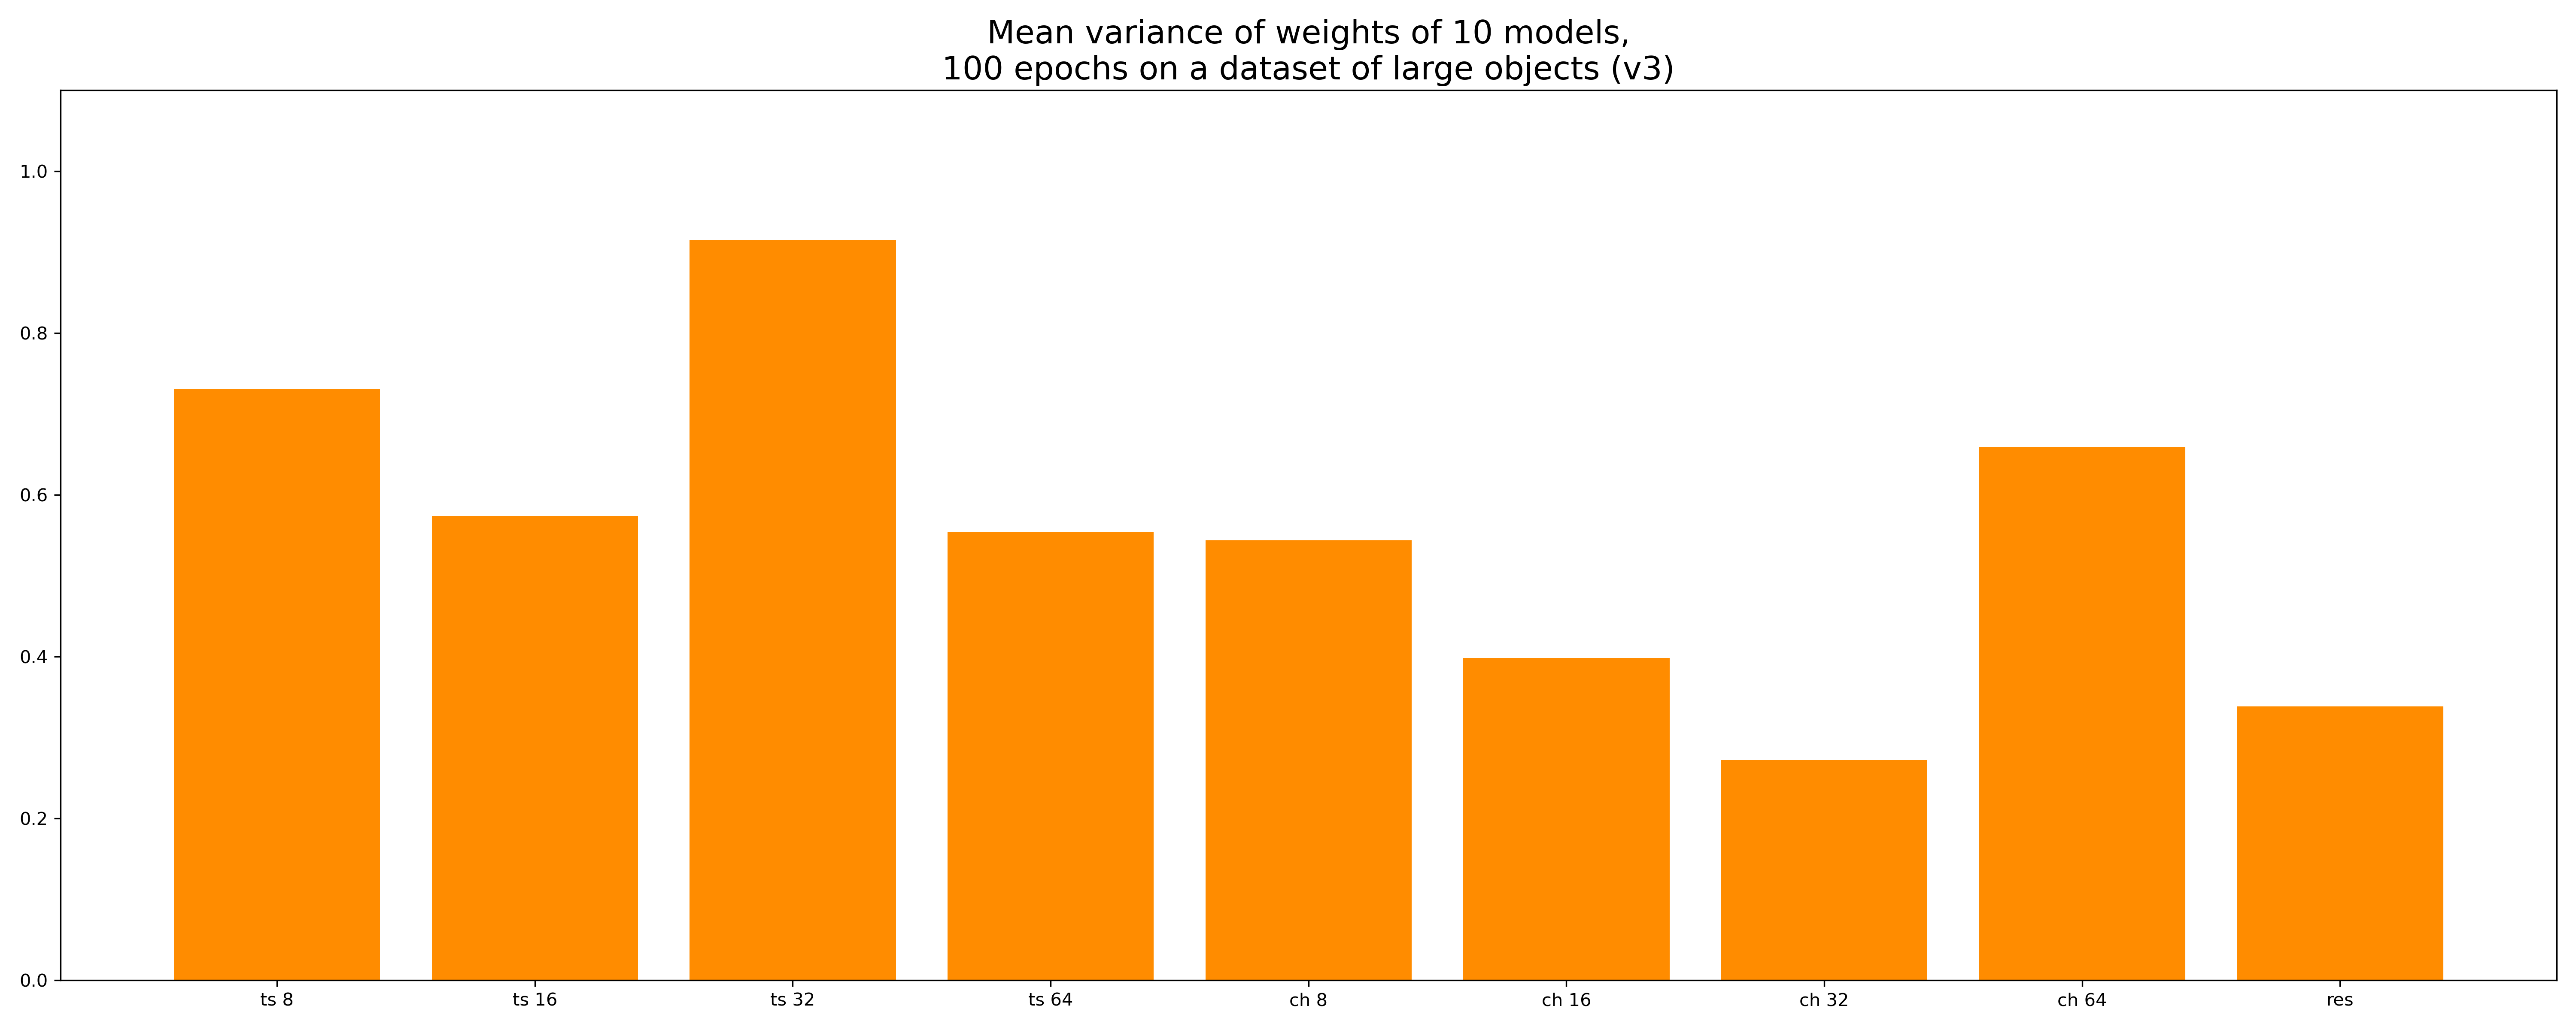 Mean variance of weights of 10 models,
100 epochs on a dataset of large objects (v3)
1.0
0.8
0.6
0.4
0.2
0.0
ts 8
ts 16
ts 32
ts 64
ch 8
ch 16
ch 32
ch 64
res